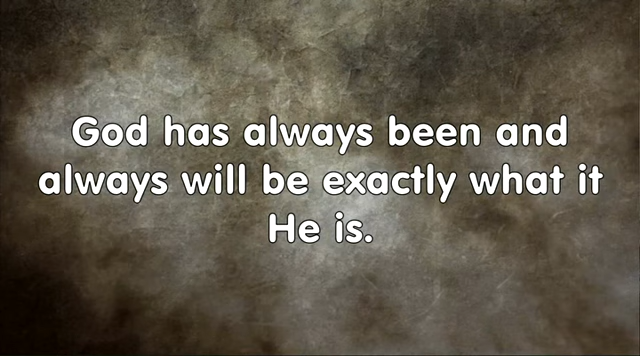 God has always been and
always will be exactly what it
He is.